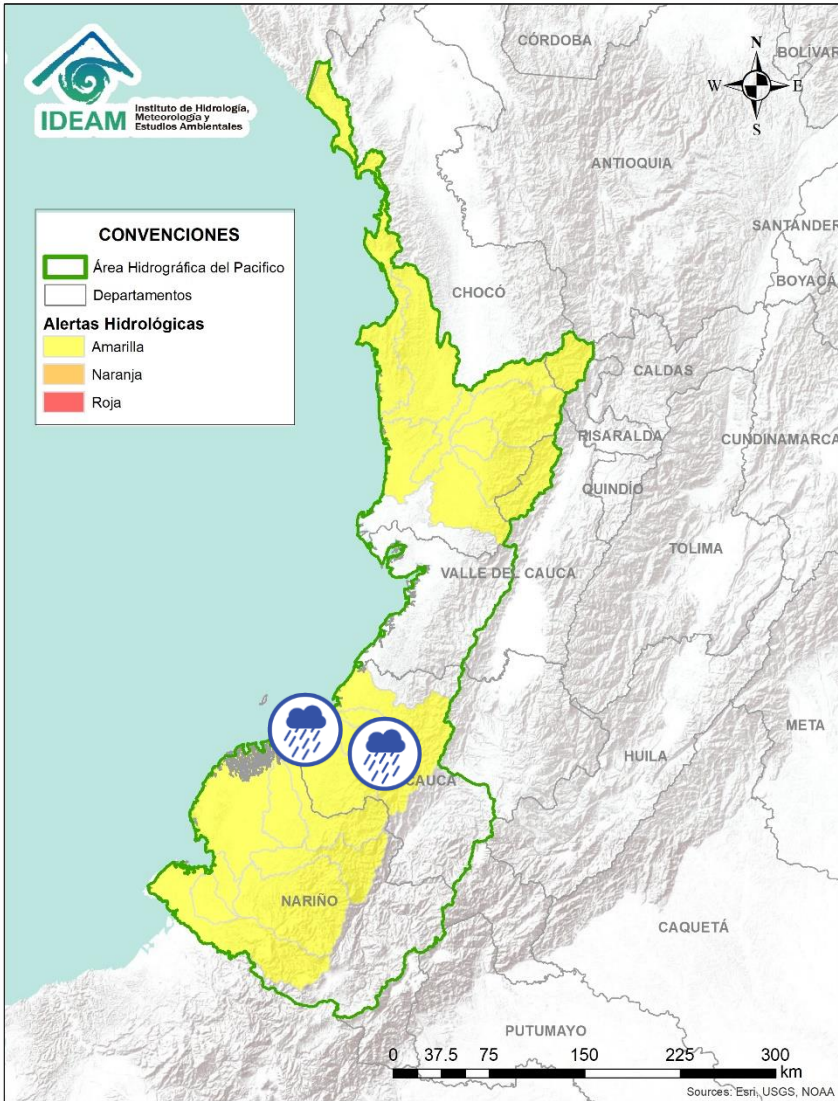 IDEAM
Instituto de Hidrología,
Meteorología y
Estudios Ambientales
N
W E
S
CÓRDOBA
BOLÍVAR
ANTIOQUIA
SANTANDER
BOYACÁ
CONVENCIONES
Área Hidrográfica del Pacifico
Departamentos
Alertas Hidrológicas
Amarilla
Naranja
Roja
CHOCÓ
CALDAS
RISARALDA
CUNDINAMARCA
QUINDÍO
TOLIMA
VALLE DEL CAUCA
META
HUILA
CAUCA
NARIÑO
CAQUETÁ
PUTUMAYO
0 37.5 75 150 225 300
km
Sources: Esri, USGS, NOAA